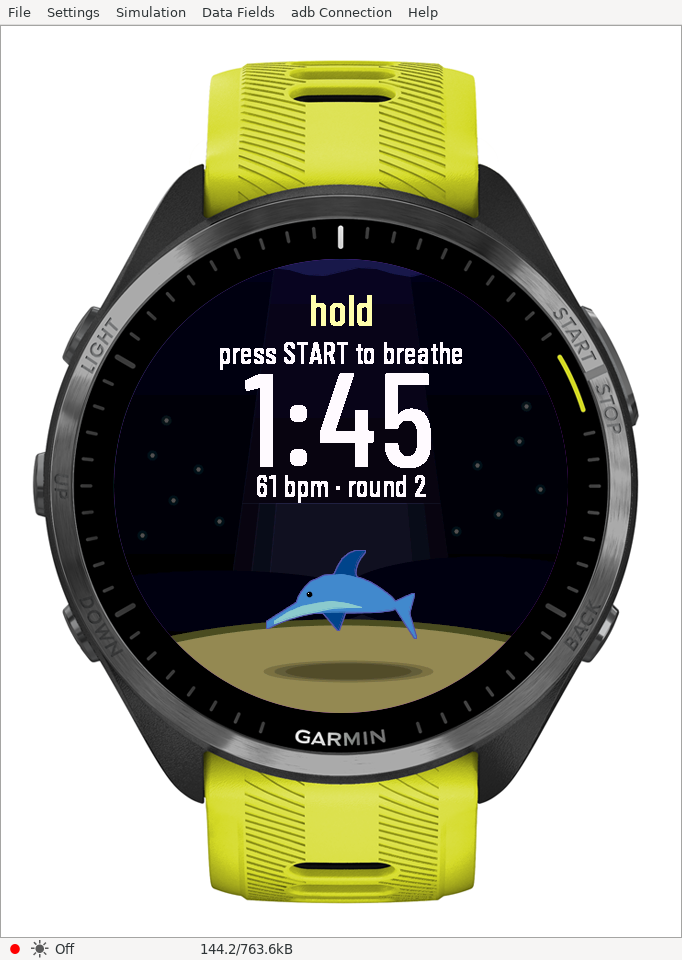 File Settings Simulation Data Fields adb Connection Help
LIGHT
START
STOP
UP
DOWN
BACK
hold
press START to breathe
1:45
61 bpm · round 2
GARMIN
Off 144.2/763.6kB